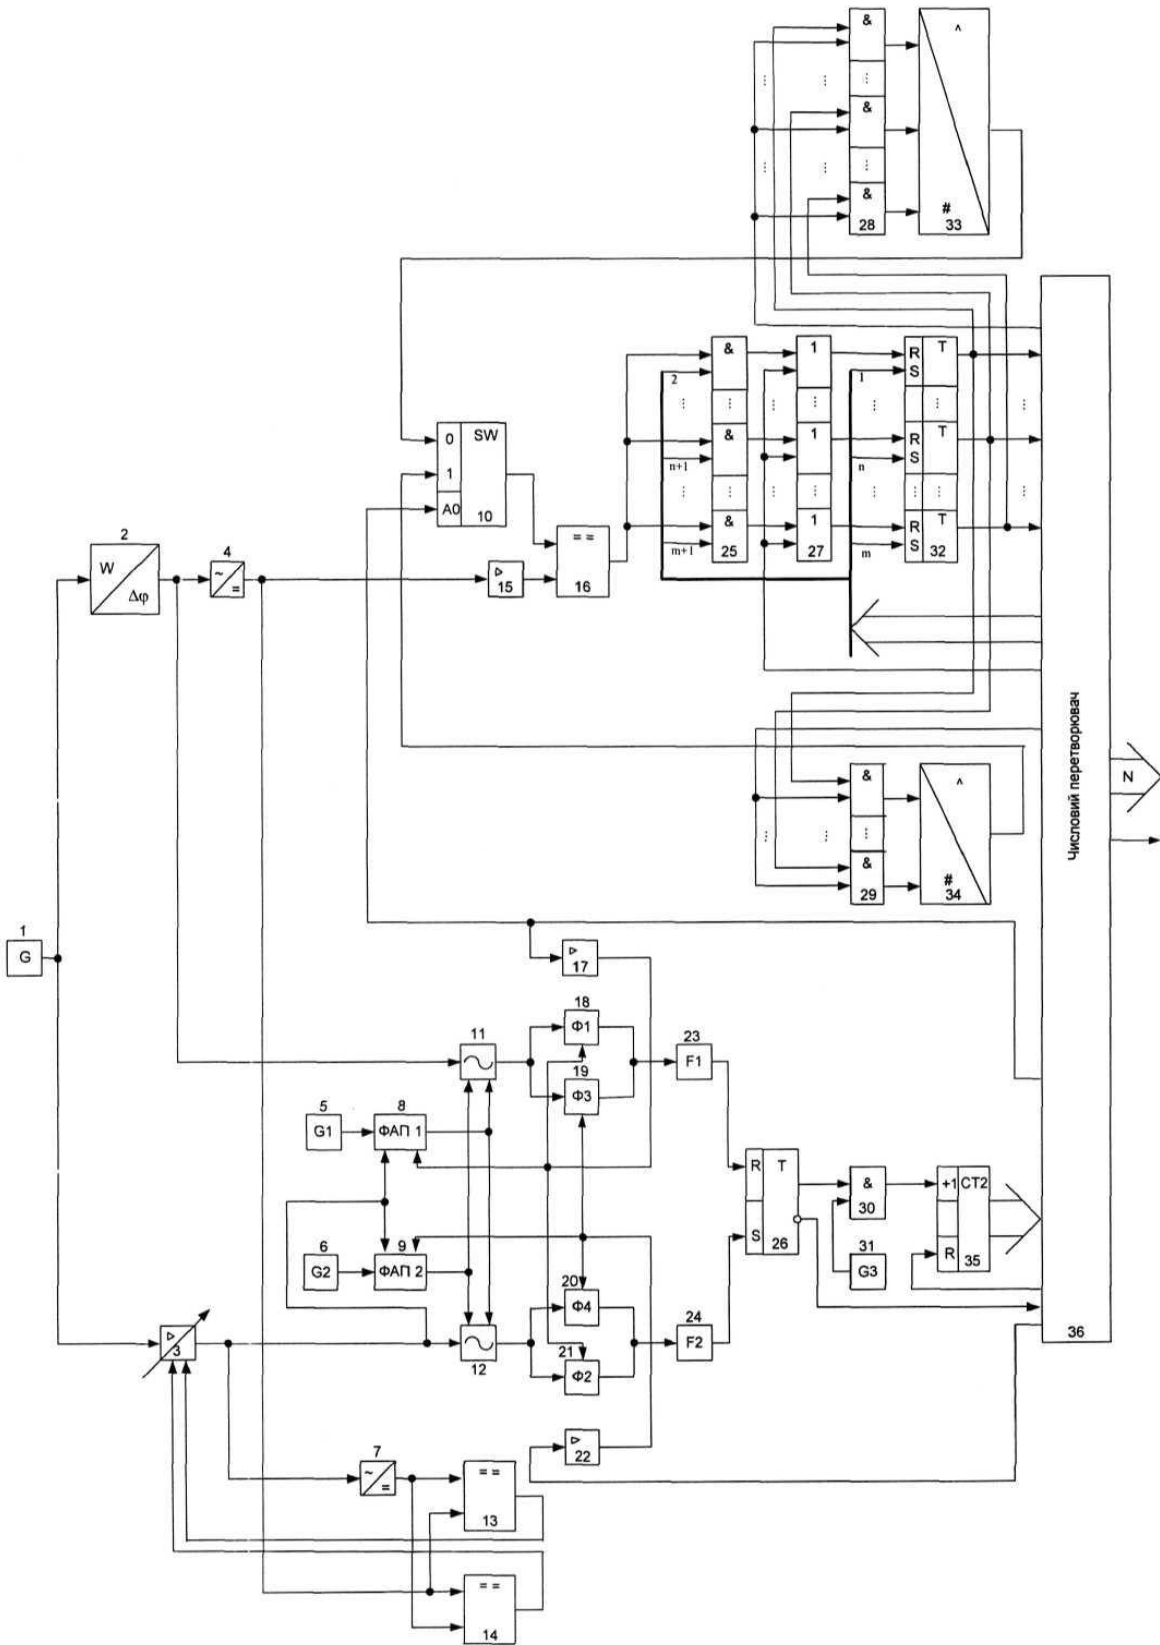 &
^
⋮ ⋮ ⋮
&
⋮ ⋮ ⋮
&
28
#
33
& 1 R T
2 S 1
⋮ ⋮ ⋮ ⋮ ⋮ ⋮ ⋮
0 SW
& 1 R T
1
n+1 n S
A0
10
⋮ ⋮ ⋮ ⋮ ⋮ ⋮ ⋮
& 1 R T
m+1 25 27 m S 32
2
W
Δφ
4
~
=
▷
15
= =
16
Числовий перетворювач
N
&
⋮ ⋮ ⋮
&
29
^
#
34
1
G
▷
17
18
Ф1
11
23
F1
19
Ф3
5
G1
8
ФАП 1
R T
S
26
&
30
+1 CT2
R
35
6
G2
9
ФАП 2
31
G3
20
Ф4
24
F2
▷
3
12
21
Ф2
36
▷
22
7
~
=
= =
13
= =
14